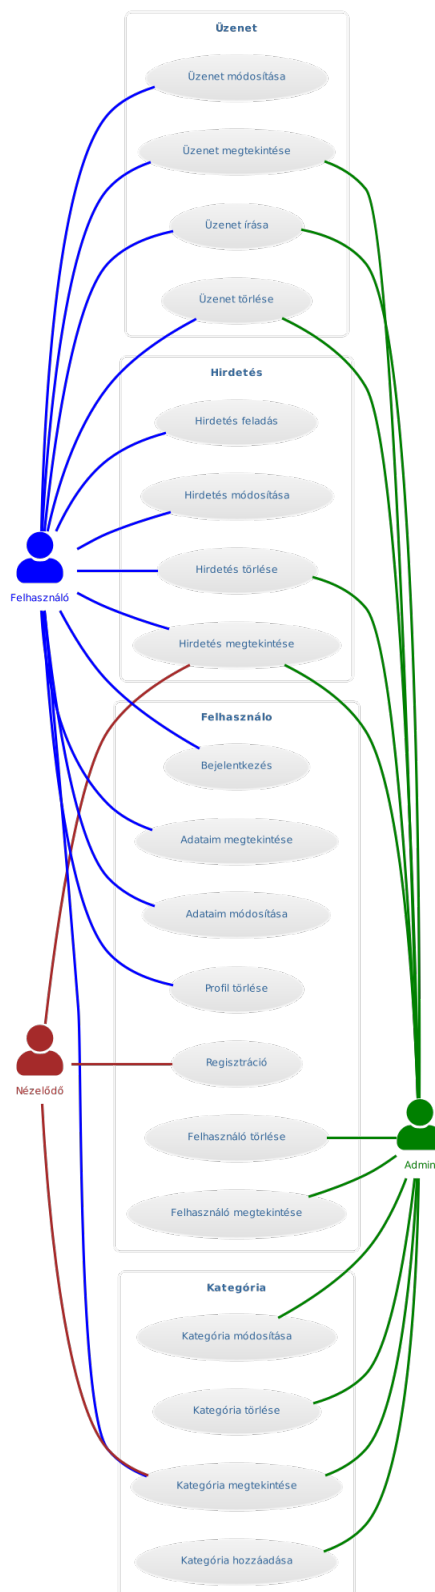 Üzenet
Üzenet módosítása
Üzenet megtekintése
Üzenet írása
Üzenet törlése
Hirdetés
Hirdetés feladás
Hirdetés módosítása
Hirdetés törlése
Felhasználó
Hirdetés megtekintése
Felhasználo
Bejelentkezés
Adataim megtekintése
Adataim módosítása
Profil törlése
Regisztráció
Nézelődő
Felhasználó törlése
Admin
Felhasználó megtekintése
Kategória
Kategória módosítása
Kategória törlése
Kategória megtekintése
Kategória hozzáadása